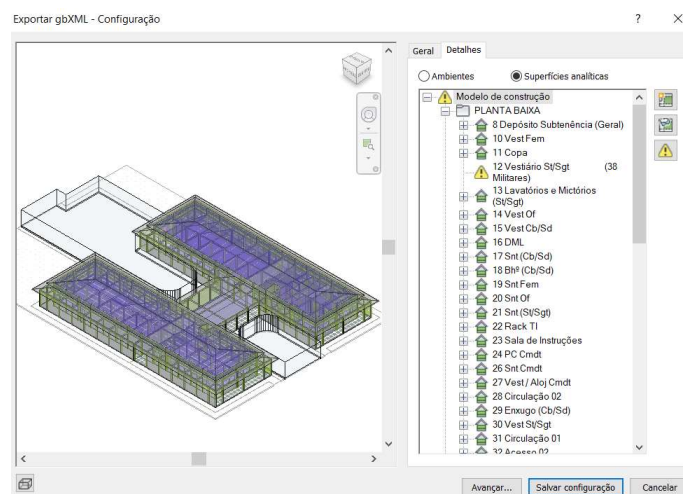 Exportar gbXML - Configuração
?
X
Geral
Detalhes
Ambientes
Superfícies analíticas
Modelo de construção
PLANTA BAIXA
8 Depósito Subtenência (Geral)
10 Vest Fem
11 Copa
12 Vestiário St/Sgt (38
Militares)
13 Lavatórios e Mictórios
(St/Sgt)
14 Vest Of
15 Vest Cb/Sd
16 DML
17 Snt (Cb/Sd)
18 Bhº (Cb/Sd)
19 Snt Fem
20 Snt Of
21 Snt (St/Sgt)
22 Rack TI
23 Sala de Instruções
24 PC Cmdt
26 Snt Cmdt
27 Vest / Aloj Cmdt
28 Circulação 02
29 Enxugo (Cb/Sd)
30 Vest St/Sgt
31 Circulação 01
32 Acesso 02
Avançar...
Salvar configuração
Cancelar